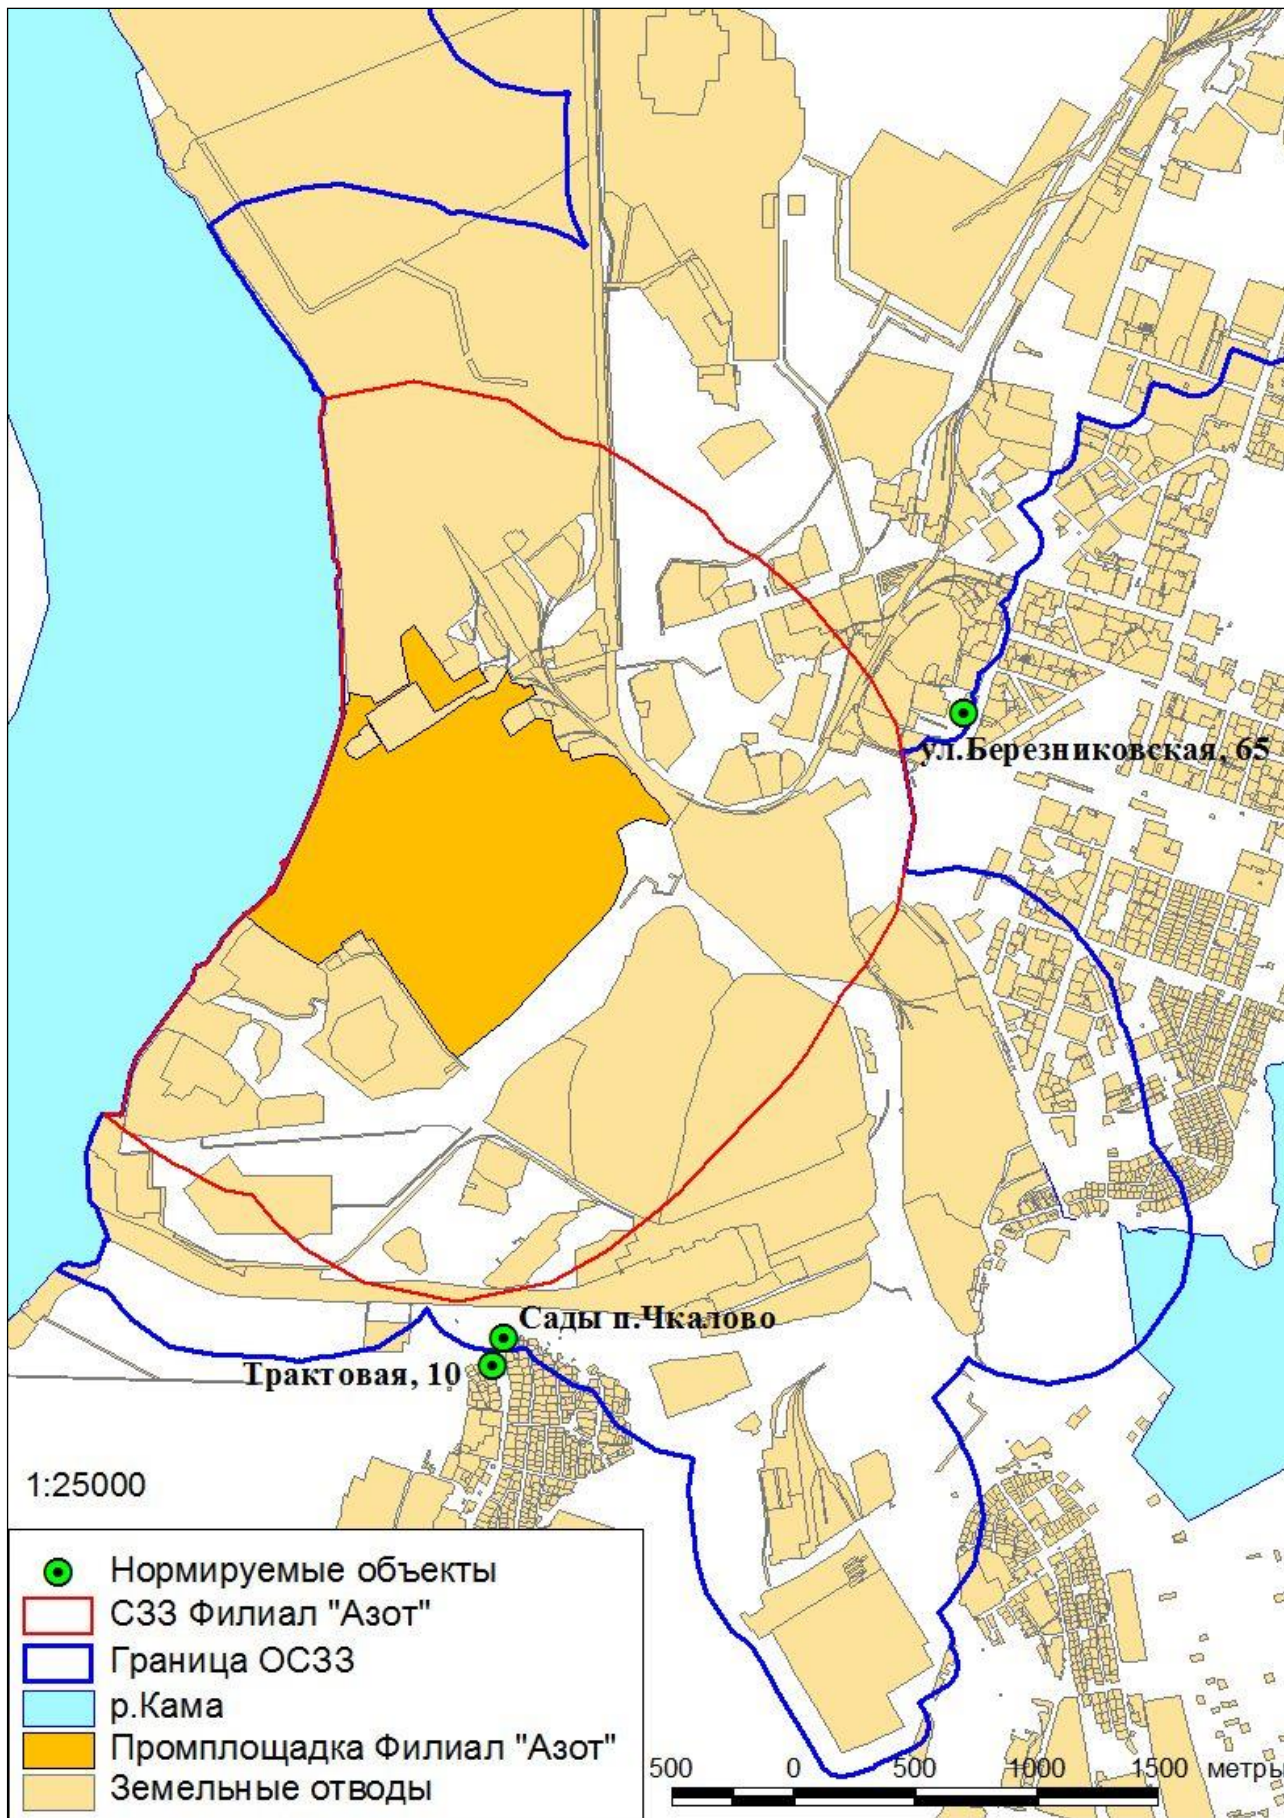 ул.Березниковская, 65
Сады п.Чкалово
Трактовая, 10
1:25000
Нормируемые объекты
СЗЗ Филиал "Азот"
Граница ОСЗЗ
р.Кама
Промплощадка Филиал "Азот"
Земельные отводы
500 0 500 1000 1500 метры